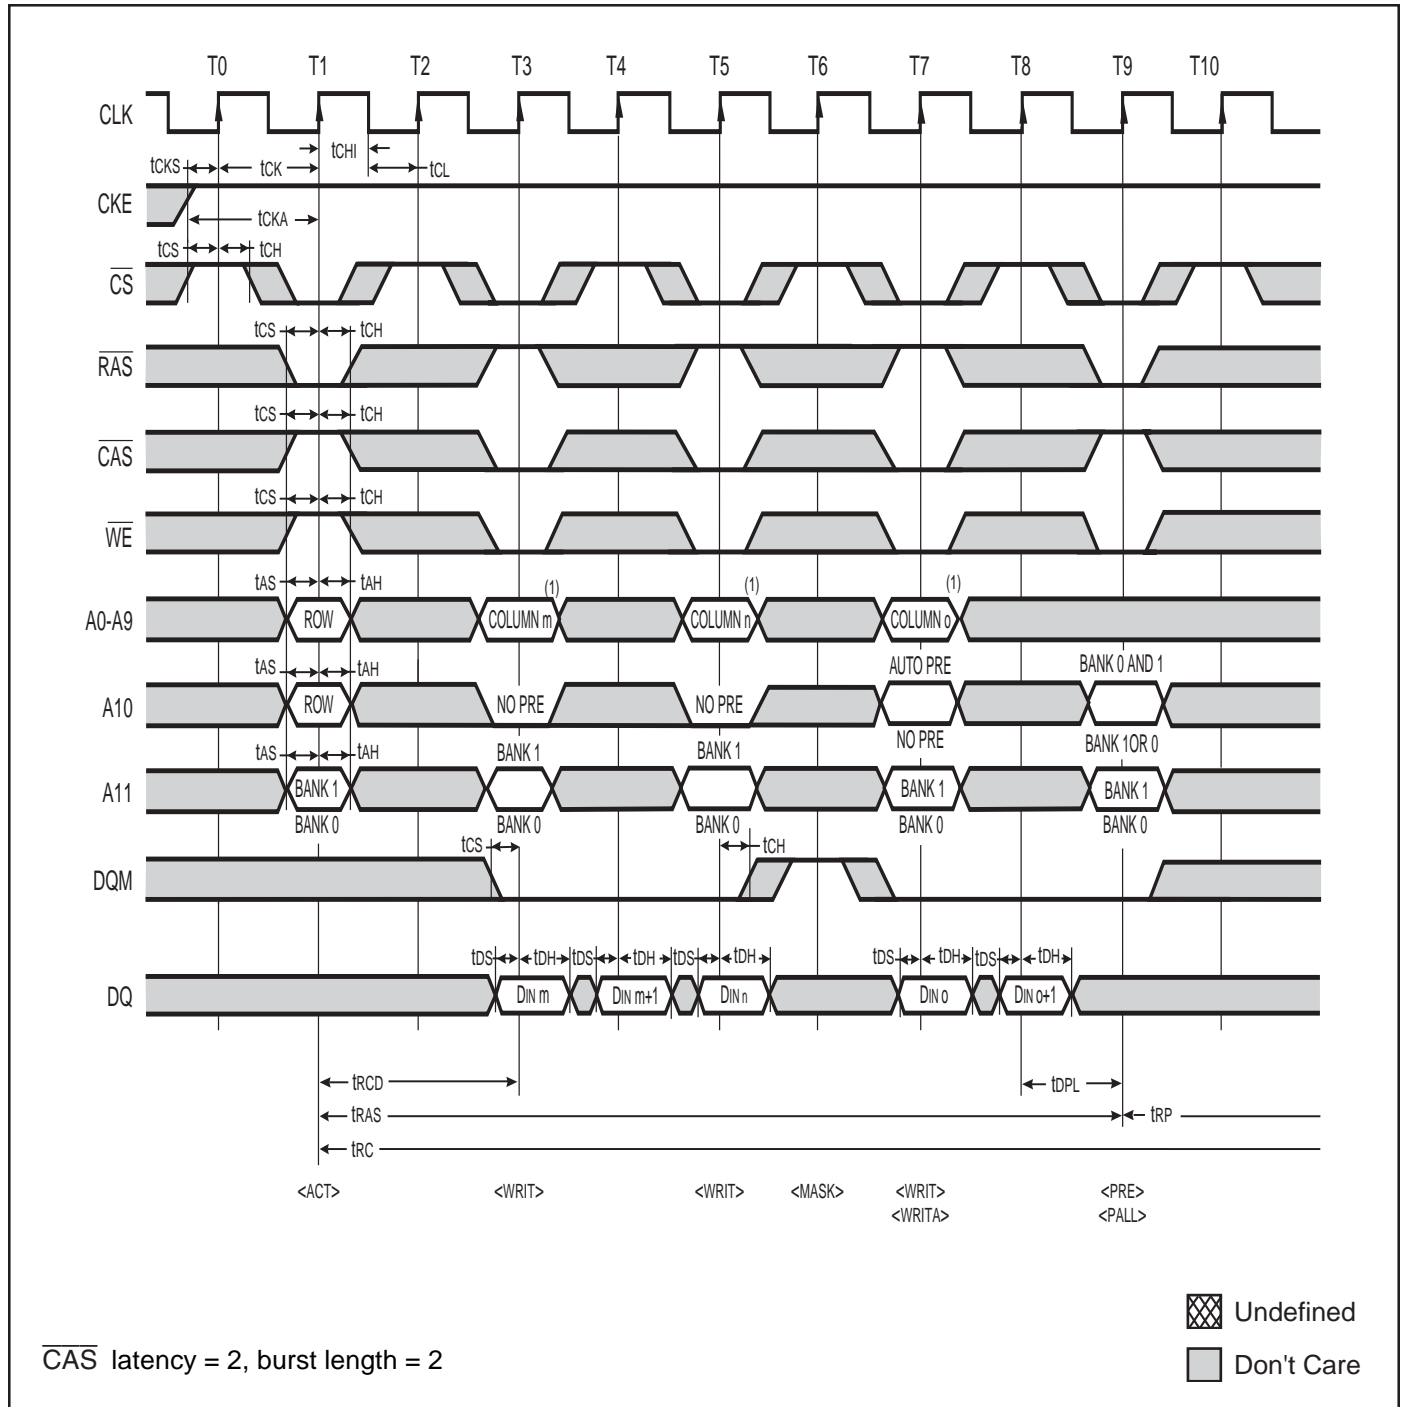 T0 T1 T2 T3 T4 T5 T6 T7 T8 T9 T10
CLK
tCHI
tCKS tCK tCL
CKE
tCKA
tCS tCH
CS
tCS tCH
RAS
tCS tCH
CAS
tCS tCH
WE
tAS tAH (1) (1) (1)
A0-A9 ROW COLUMN m COLUMN n COLUMN o
tAS tAH AUTO PRE BANK 0 AND 1
A10 ROW NO PRE NO PRE
NO PRE BANK 1OR 0
tAS tAH BANK 1 BANK 1
A11 BANK 1 BANK 1 BANK 1
BANK 0 BANK 0 BANK 0 BANK 0 BANK 0
tCS tCH
DQM
tDS tDH tDS tDH tDS tDH tDS tDH tDS tDH
DQ DIN m DIN m+1 DIN n DIN o DIN o+1
tRCD tDPL
tRAS tRP
tRC
<ACT> <WRIT> <WRIT> <MASK> <WRIT> <PRE>
<WRITA> <PALL>
Undefined
CAS latency = 2, burst length = 2
Don't Care